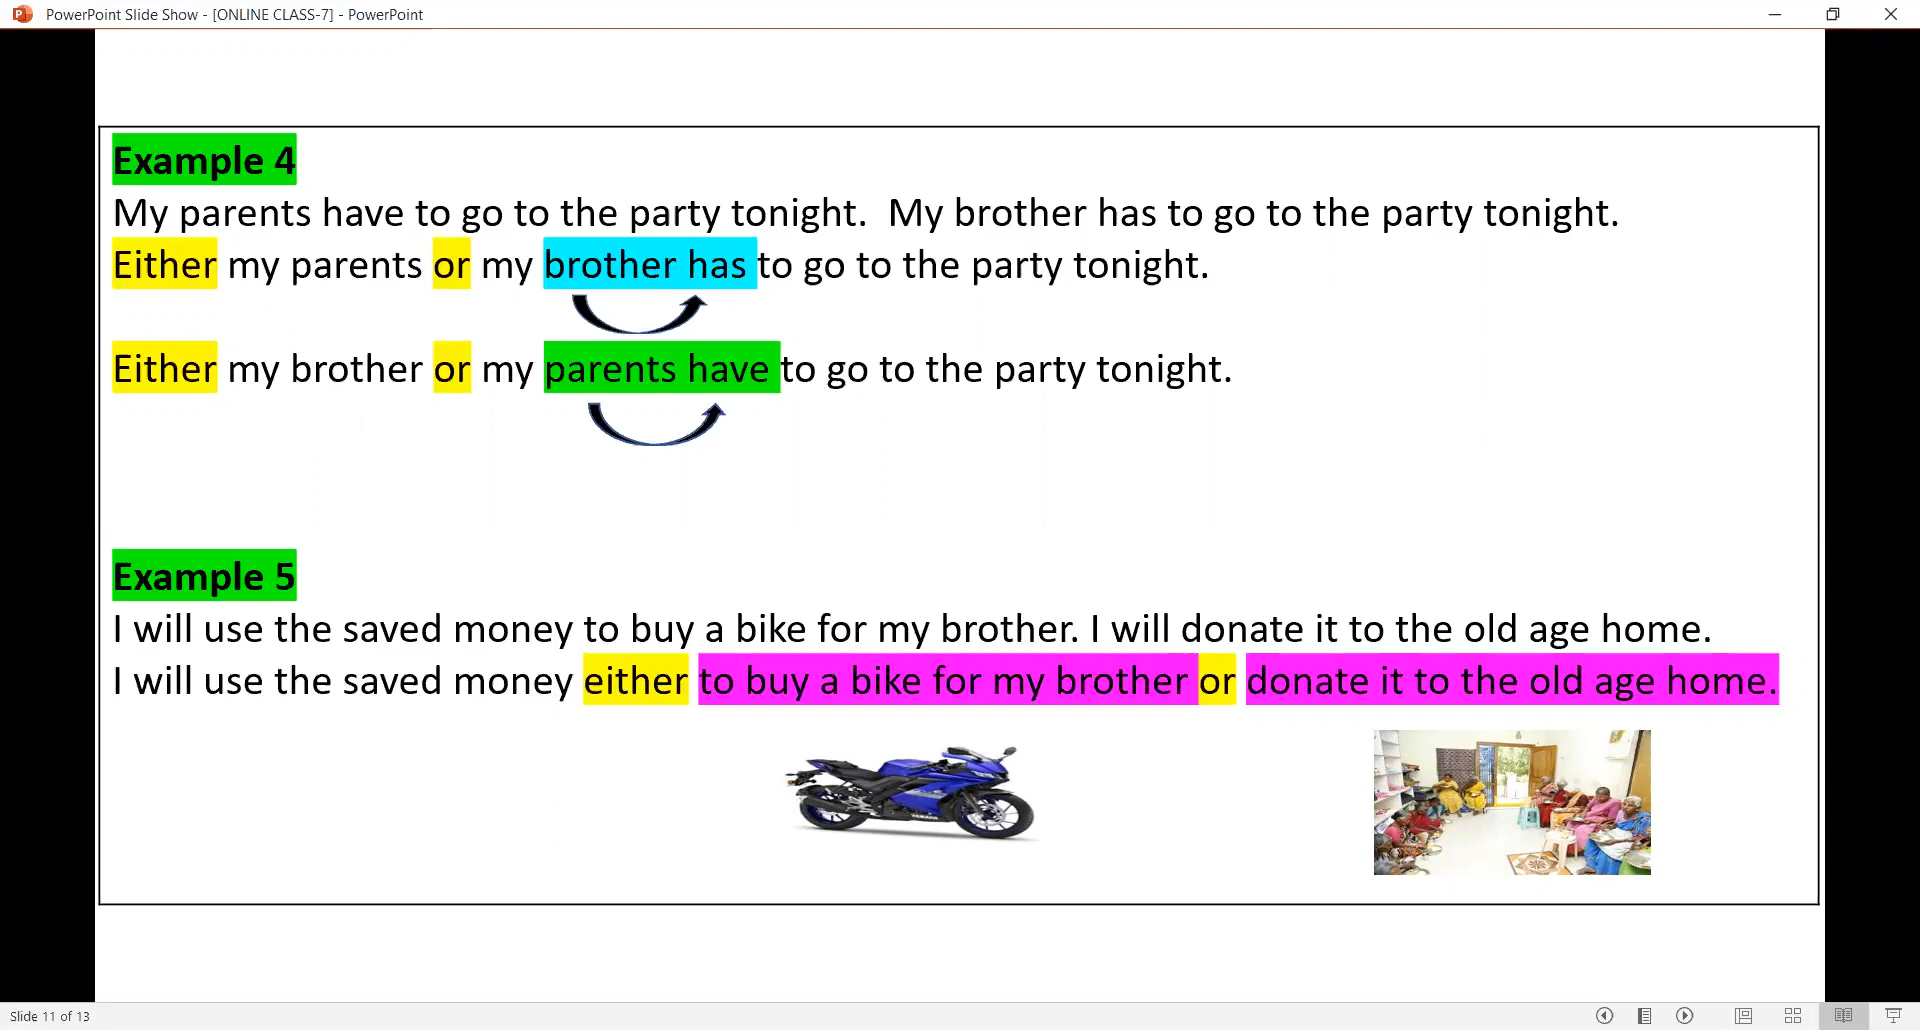 PowerPoint Slide Show - [ONLINE CLASS-7] - PowerPoint
Example 4
My parents have to go to the party tonight.  My brother has to go to the party tonight.
Either my parents or my brother has to go to the party tonight.
Either my brother or my parents have to go to the party tonight.
Example 5
I will use the saved money to buy a bike for my brother. I will donate it to the old age home.
I will use the saved money either to buy a bike for my brother or donate it to the old age home.
YAMAHA
Slide 11 of 13